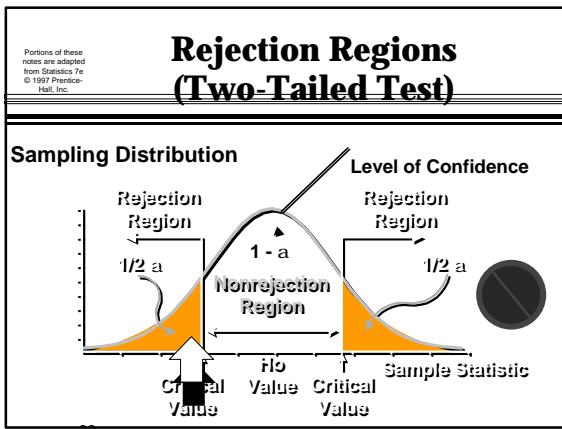 Portions of these
notes are adapted
from Statistics 7e
© 1997 Prentice-
Hall, Inc.
Rejection Regions
(Two-Tailed Test)
Sampling Distribution
Level of Confidence
Rejection
Region
Rejection
Region
1/2 a
1 - a
1/2 a
Nonrejection
Region
Ho
Value
Sample Statistic
Critical
Value
Critical
Value